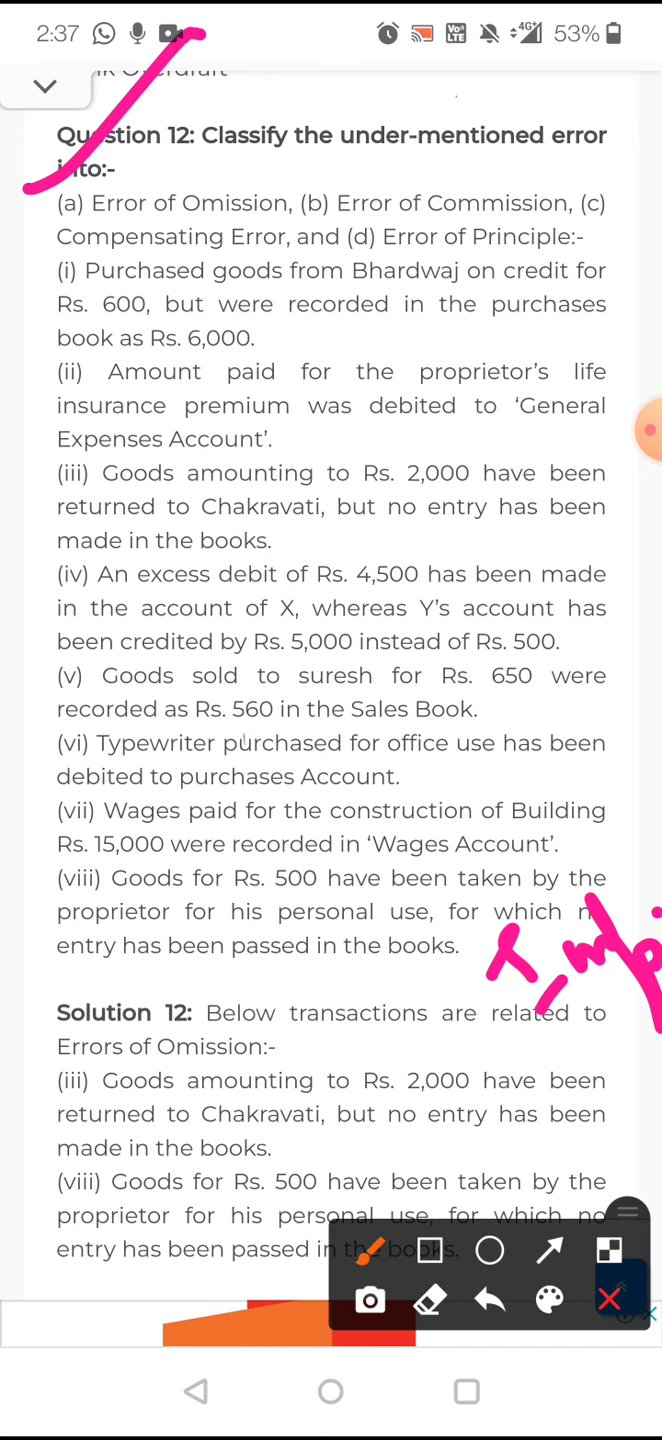 2:37
Vo
LTE
4G+
53%
Question 12: Classify the under-mentioned error
into:-
(a) Error of Omission, (b) Error of Commission, (c)
Compensating Error, and (d) Error of Principle:-
(i) Purchased goods from Bhardwaj on credit for
Rs. 600, but were recorded in the purchases
book as Rs. 6,000.
(ii) Amount paid for the proprietor’s life
insurance premium was debited to ‘General
Expenses Account’.
(iii) Goods amounting to Rs. 2,000 have been
returned to Chakravati, but no entry has been
made in the books.
(iv) An excess debit of Rs. 4,500 has been made
in the account of X, whereas Y’s account has
been credited by Rs. 5,000 instead of Rs. 500.
(v) Goods sold to suresh for Rs. 650 were
recorded as Rs. 560 in the Sales Book.
(vi) Typewriter purchased for office use has been
debited to purchases Account.
(vii) Wages paid for the construction of Building
Rs. 15,000 were recorded in ‘Wages Account’.
(viii) Goods for Rs. 500 have been taken by the
proprietor for his personal use, for which n
entry has been passed in the books.
Solution 12: Below transactions are related to
Errors of Omission:-
(iii) Goods amounting to Rs. 2,000 have been
returned to Chakravati, but no entry has been
made in the books.
(viii) Goods for Rs. 500 have been taken by the
proprietor for his personal use, for which no
entry has been passed in the books.